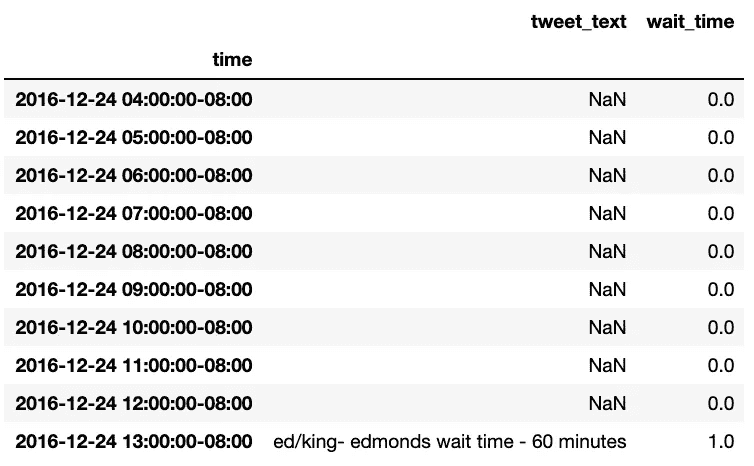 tweet_text wait_time
time
2016-12-24 04:00:00-08:00 NaN 0.0
2016-12-24 05:00:00-08:00 NaN 0.0
2016-12-24 06:00:00-08:00 NaN 0.0
2016-12-24 07:00:00-08:00 NaN 0.0
2016-12-24 08:00:00-08:00 NaN 0.0
2016-12-24 09:00:00-08:00 NaN 0.0
2016-12-24 10:00:00-08:00 NaN 0.0
2016-12-24 11:00:00-08:00 NaN 0.0
2016-12-24 12:00:00-08:00 NaN 0.0
2016-12-24 13:00:00-08:00 ed/king- edmonds wait time - 60 minutes 1.0